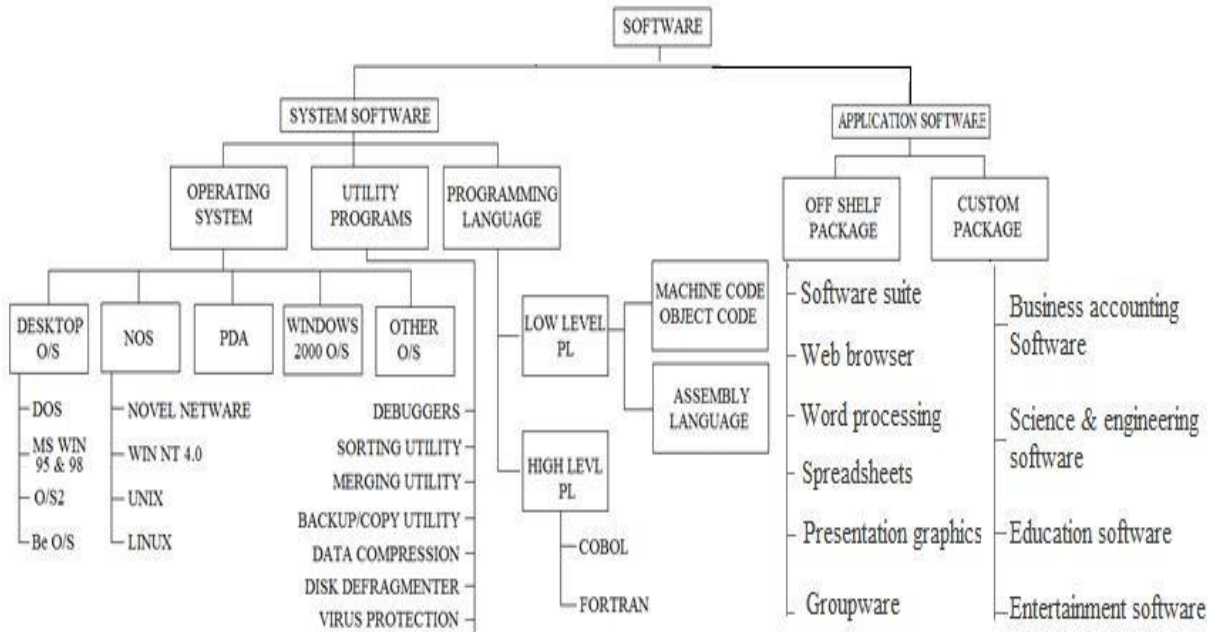 SOFTWARE
SYSTEM SOFTWARE
APPLICATION SOFTWARE
OPERATING
SYSTEM
UTILITY
PROGRAMS
PROGRAMMING
LANGUAGE
OFF SHELF
PACKAGE
CUSTOM
PACKAGE
DESKTOP
O/S
NOS
PDA
WINDOWS
2000 O/S
OTHER
O/S
LOW LEVEL
PL
MACHINE CODE
OBJECT CODE
ASSEMBLY
LANGUAGE
HIGH LEVL
PL
COBOL
FORTRAN
DOS
MS WIN
95 & 98
O/S2
Be O/S
NOVEL NETWARE
WIN NT 4.0
UNIX
LINUX
DEBUGGERS
SORTING UTILITY
MERGING UTILITY
BACKUP/COPY UTILITY
DATA COMPRESSION
DISK DEFRAGMENTER
VIRUS PROTECTION
Software suite
Web browser
Word processing
Spreadsheets
Presentation graphics
Groupware
Business accounting
Software
Science & engineering
software
Education software
Entertainment software